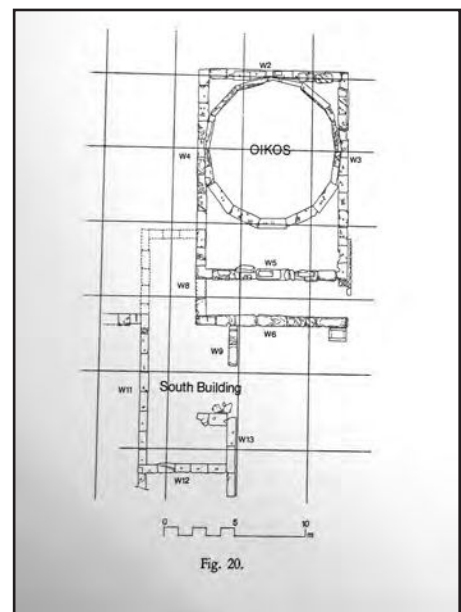 W2
OIKOS
W4
W3
W5
W8
W6
W9
W11
South Building
W13
W12
0 5 10
m
Fig. 20.